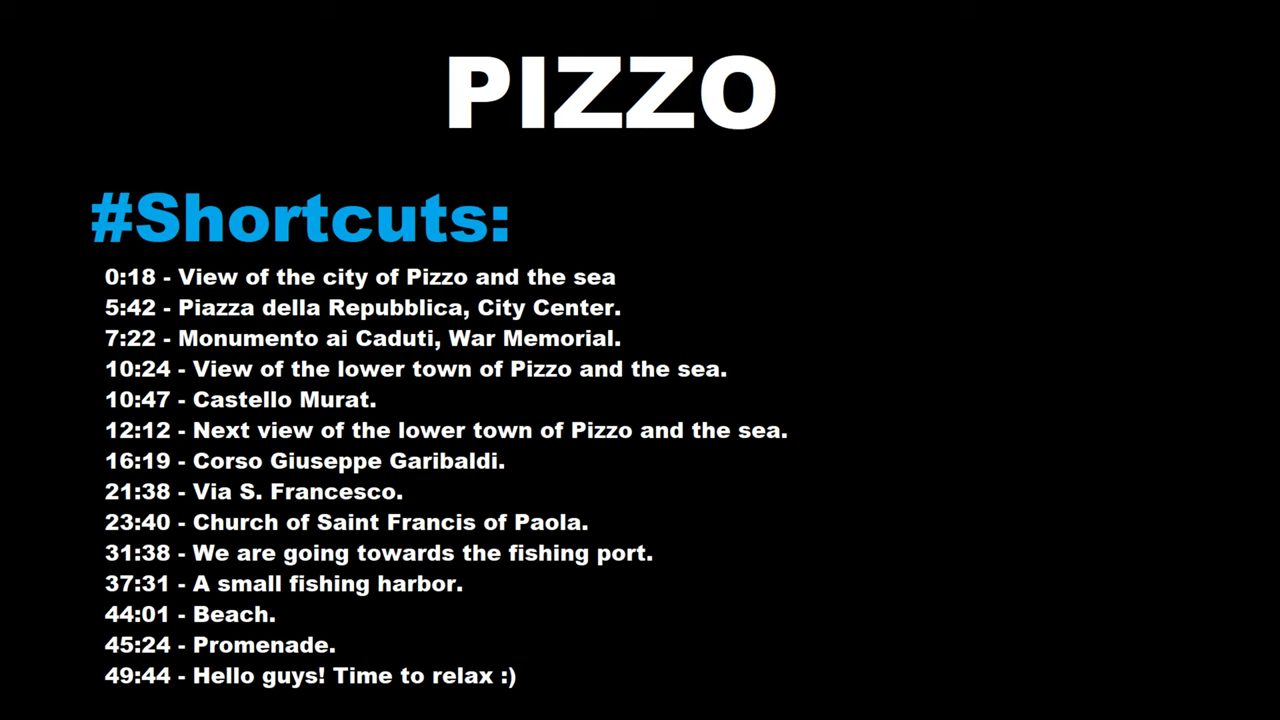 PIZZO
#Shortcuts:
0:18 - View of the city of Pizzo and the sea
5:42 - Piazza della Repubblica, City Center.
7:22 - Monumento ai Caduti, War Memorial.
10:24 - View of the lower town of Pizzo and the sea.
10:47 - Castello Murat.
12:12 - Next view of the lower town of Pizzo and the sea.
16:19 - Corso Giuseppe Garibaldi.
21:38 - Via S. Francesco.
23:40 - Church of Saint Francis of Paola.
31:38 - We are going towards the fishing port.
37:31 - A small fishing harbor.
44:01 - Beach.
45:24 - Promenade.
49:44 - Hello guys! Time to relax :)